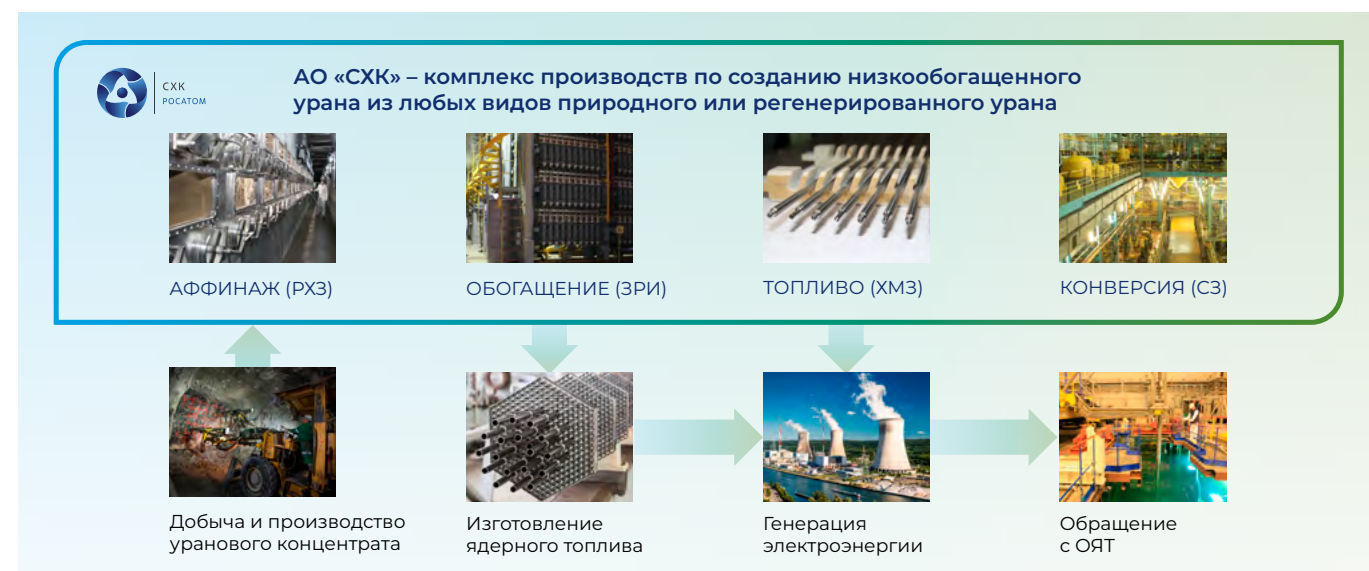 СХК
РОСАТОМ
АО «СХК» – комплекс производств по созданию низкообогащенного
урана из любых видов природного или регенерированного урана
АФФИНАЖ (РХЗ)
ОБОГАЩЕНИЕ (ЗРИ)
ТОПЛИВО (ХМЗ)
КОНВЕРСИЯ (СЗ)
Добыча и производство
уранового концентрата
Изготовление
ядерного топлива
Генерация
электроэнергии
Обращение
с ОЯТ